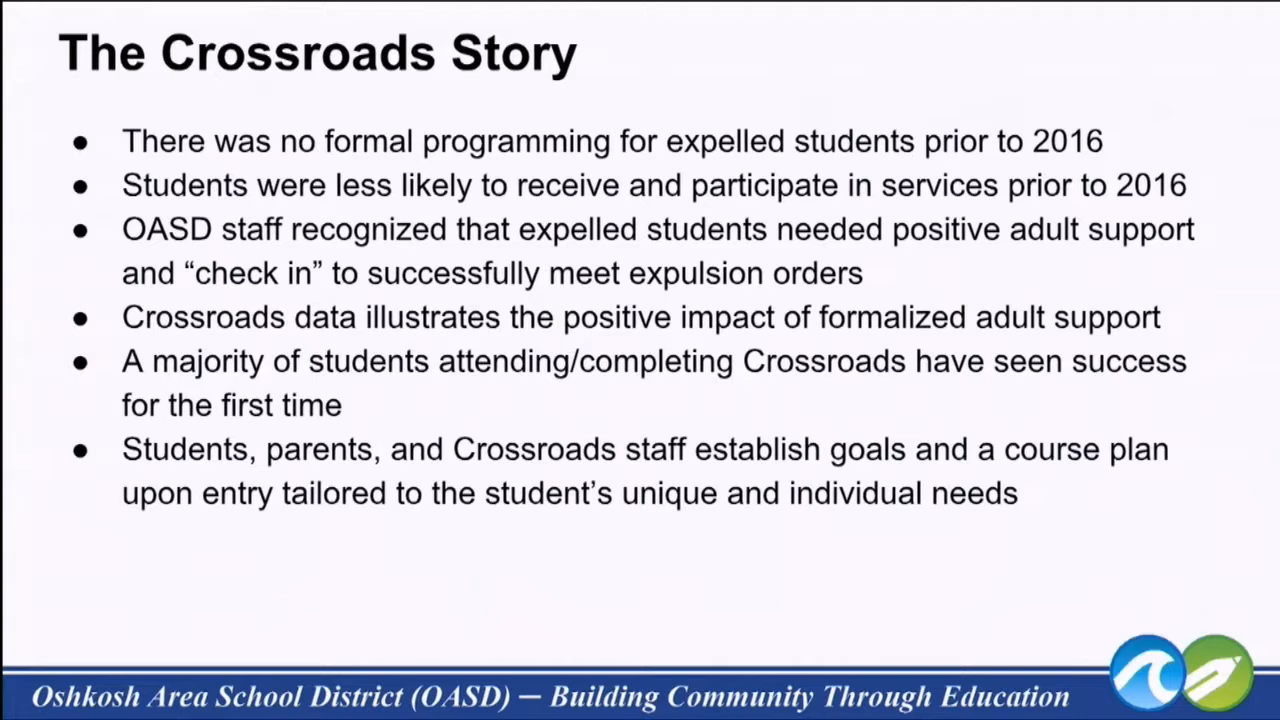 The Crossroads Story
● There was no formal programming for expelled students prior to 2016
● Students were less likely to receive and participate in services prior to 2016
● OASD staff recognized that expelled students needed positive adult support
and “check in” to successfully meet expulsion orders
● Crossroads data illustrates the positive impact of formalized adult support
● A majority of students attending/completing Crossroads have seen success
for the first time
● Students, parents, and Crossroads staff establish goals and a course plan
upon entry tailored to the student’s unique and individual needs
Oshkosh Area School District (OASD) — Building Community Through Education